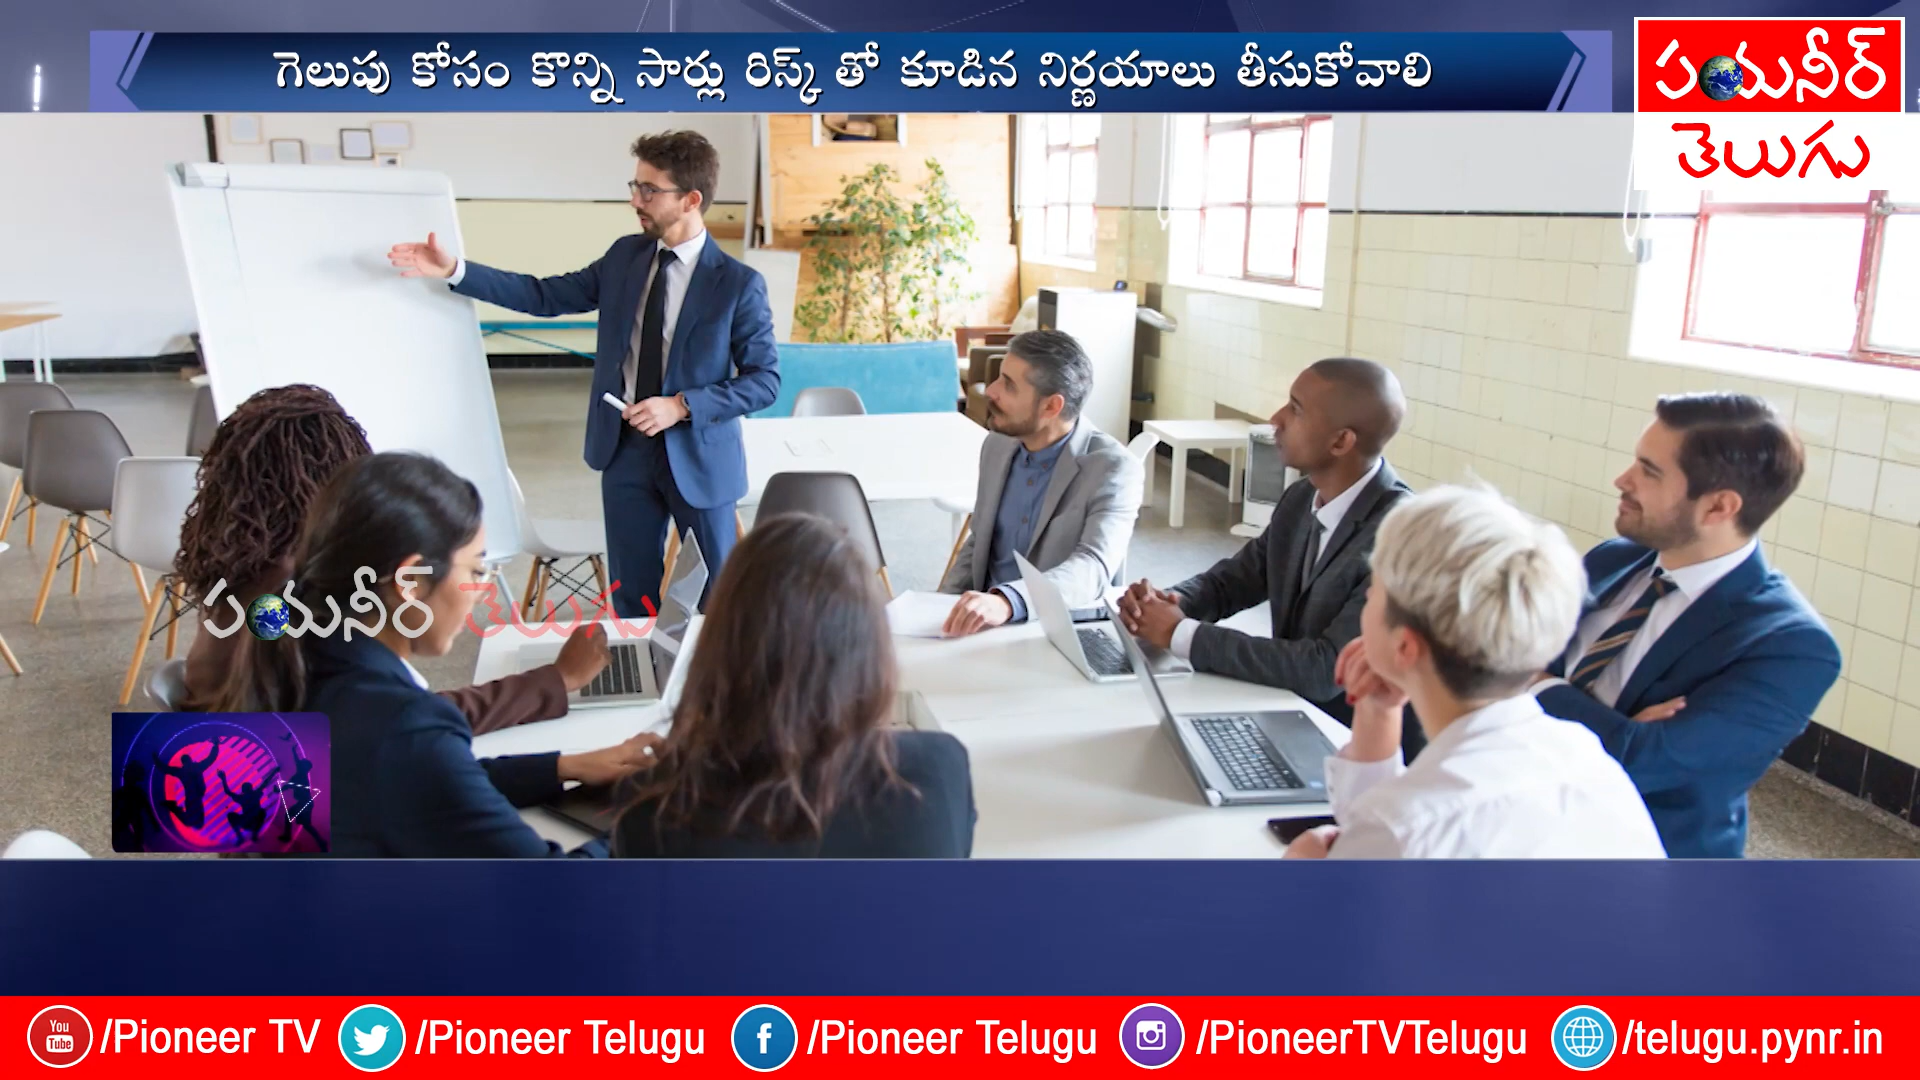 గెలుపు కోసం కొన్ని సార్లు రిస్క్ తో కూడిన నిర్ణయాలు తీసుకోవాలి
పయనీర్
తెలుగు
పయనీర్ తెలుగు
You Tube /Pioneer TV /Pioneer Telugu /Pioneer Telugu /PioneerTVTelugu /telugu.pynr.in